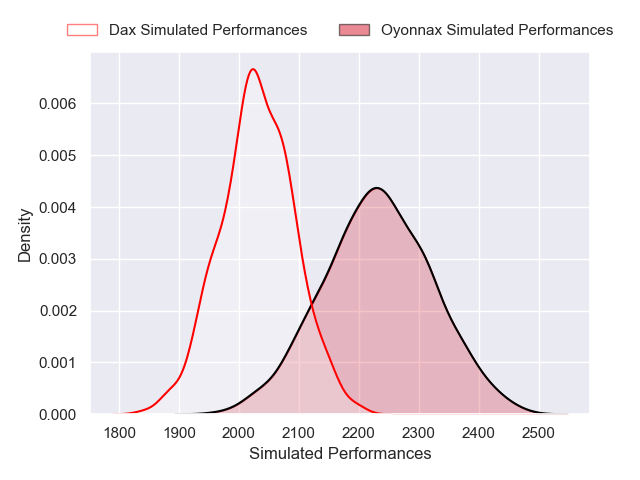 Dax Simulated Performances Oyonnax Simulated Performances
0.006
0.005
0.004
Density
0.003
0.002
0.001
0.000
1800 1900 2000 2100 2200 2300 2400 2500
Simulated Performances